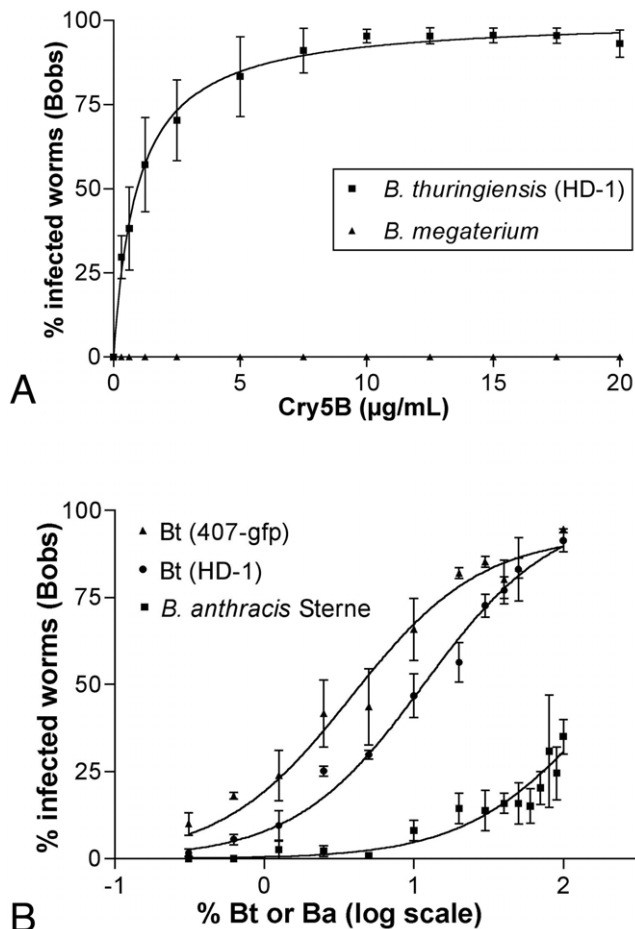 % infected worms (Bobs)
100
75
50
25
0
B. thuringiensis (HD-1)
B. megaterium
0 5 10 15 20
Cry5B (µg/mL)
A
% infected worms (Bobs)
100
75
50
25
0
Bt (407-gfp)
Bt (HD-1)
B. anthracis Sterne
-1 0 1 2
% Bt or Ba (log scale)
B